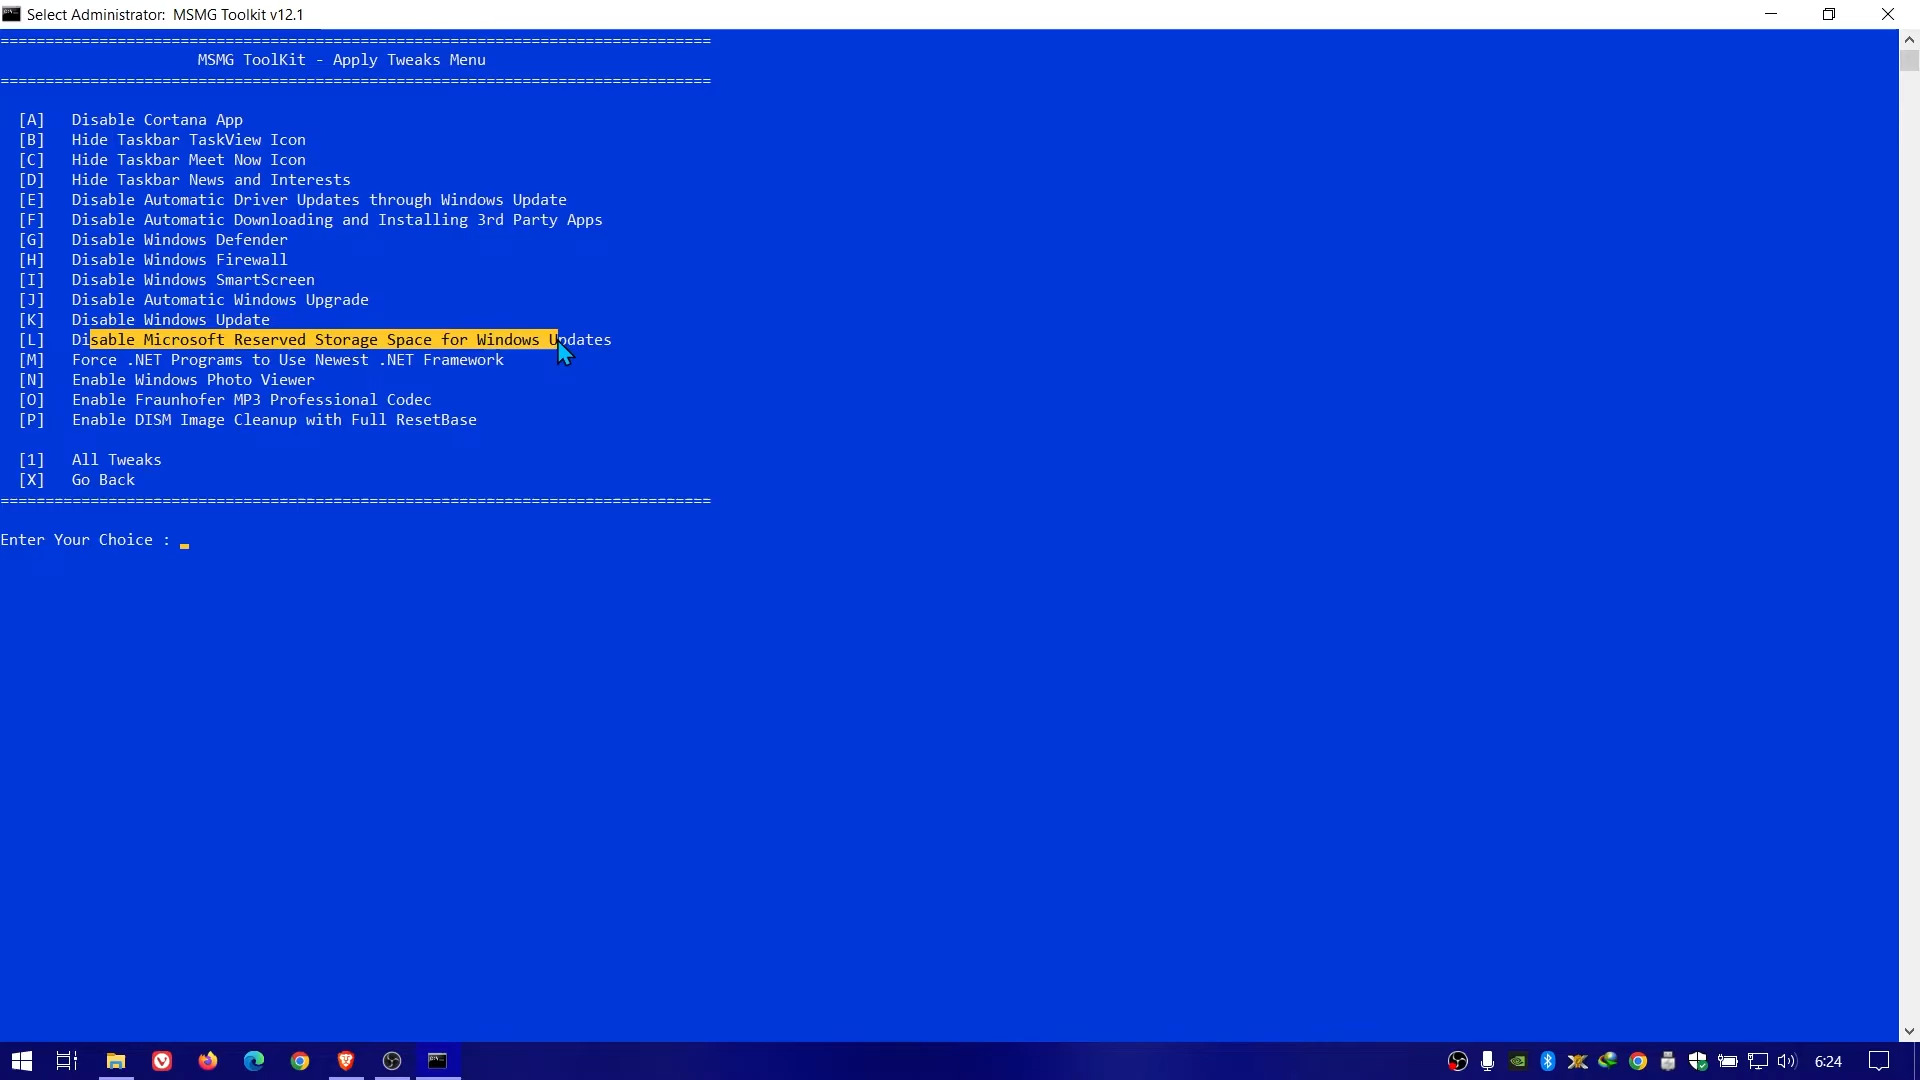 Select Administrator:  MSMG Toolkit v12.1
===============================================================================
MSMG ToolKit - Apply Tweaks Menu
===============================================================================
[A]   Disable Cortana App
[B]   Hide Taskbar TaskView Icon
[C]   Hide Taskbar Meet Now Icon
[D]   Hide Taskbar News and Interests
[E]   Disable Automatic Driver Updates through Windows Update
[F]   Disable Automatic Downloading and Installing 3rd Party Apps
[G]   Disable Windows Defender
[H]   Disable Windows Firewall
[I]   Disable Windows SmartScreen
[J]   Disable Automatic Windows Upgrade
[K]   Disable Windows Update
[L]   Disable Microsoft Reserved Storage Space for Windows Updates
[M]   Force .NET Programs to Use Newest .NET Framework
[N]   Enable Windows Photo Viewer
[O]   Enable Fraunhofer MP3 Professional Codec
[P]   Enable DISM Image Cleanup with Full ResetBase
[1]   All Tweaks
[X]   Go Back
===============================================================================
Enter Your Choice : _
6:24